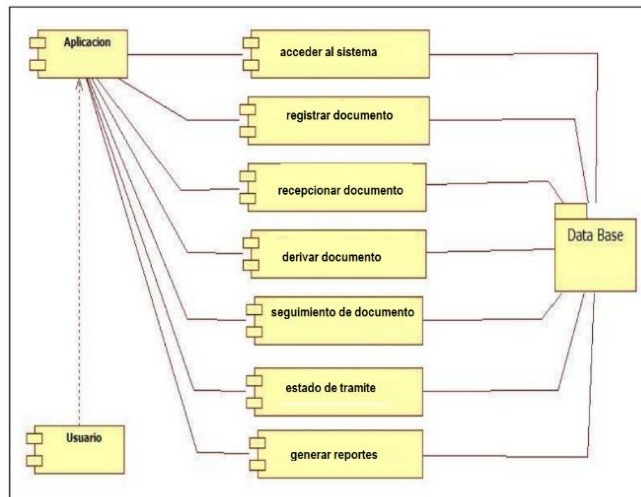 Aplicacion
acceder al sistema
registrar documento
recepcionar documento
Data Base
derivar documento
seguimiento de documento
estado de tramite
Usuario
generar reportes